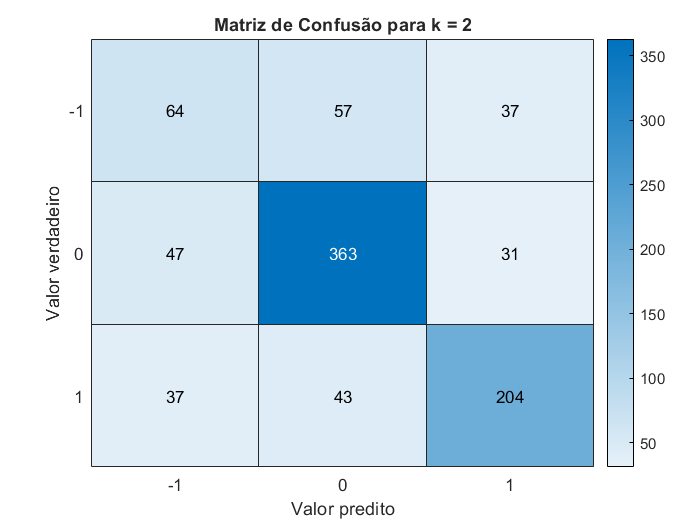 Matriz de Confusão para k = 2
Valor verdadeiro
-1 64 57 37
0 47 363 31
1 37 43 204
-1 0 1
Valor predito
350
300
250
200
150
100
50